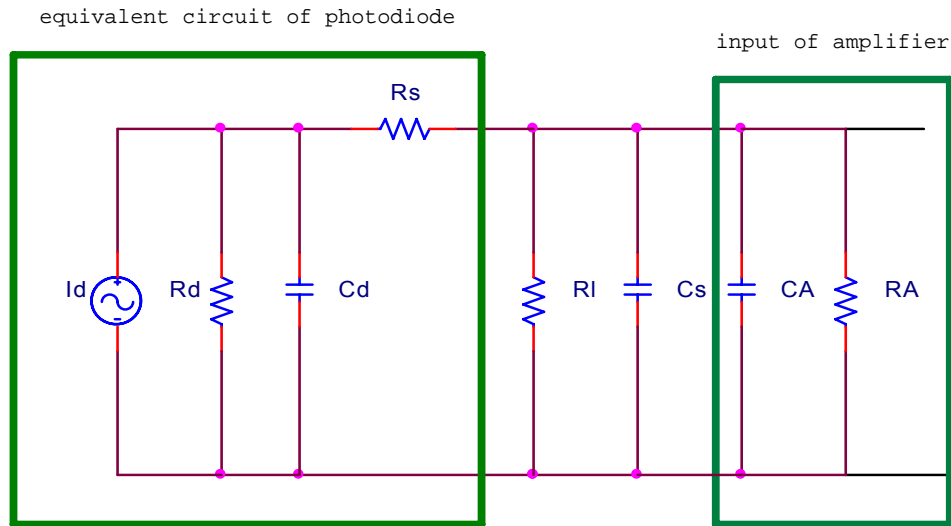 equivalent circuit of photodiode
input of amplifier
Rs
Id
Rd
Cd
Rl
Cs
CA
RA